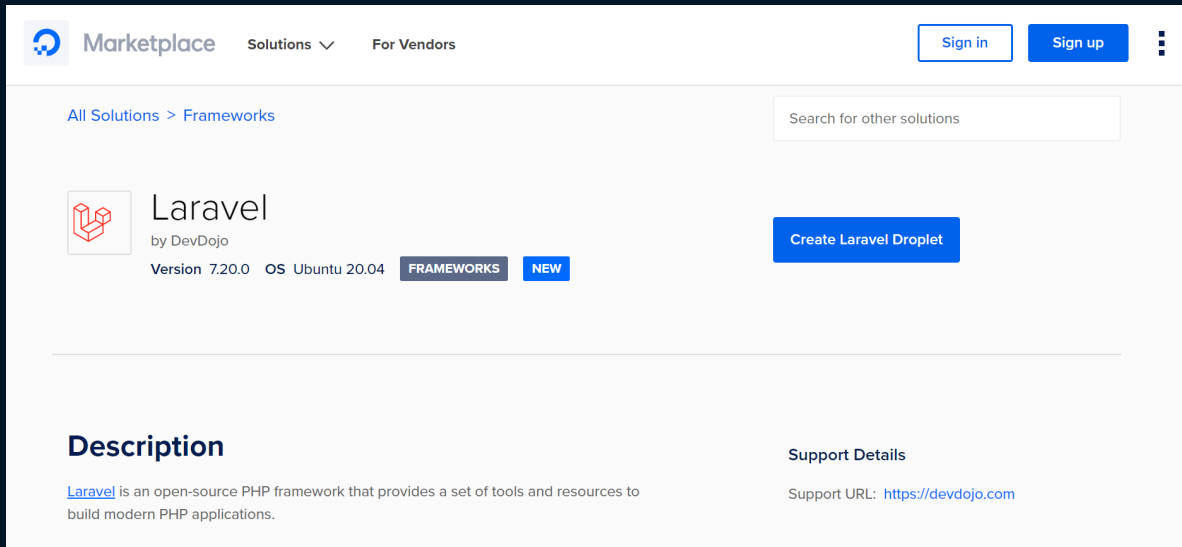 Marketplace Solutions For Vendors Sign in Sign up
All Solutions > Frameworks
Search for other solutions
Laravel
by DevDojo
Version 7.20.0 OS Ubuntu 20.04 FRAMEWORKS NEW
Create Laravel Droplet
Description
Laravel is an open-source PHP framework that provides a set of tools and resources to
build modern PHP applications.
Support Details
Support URL: https://devdojo.com